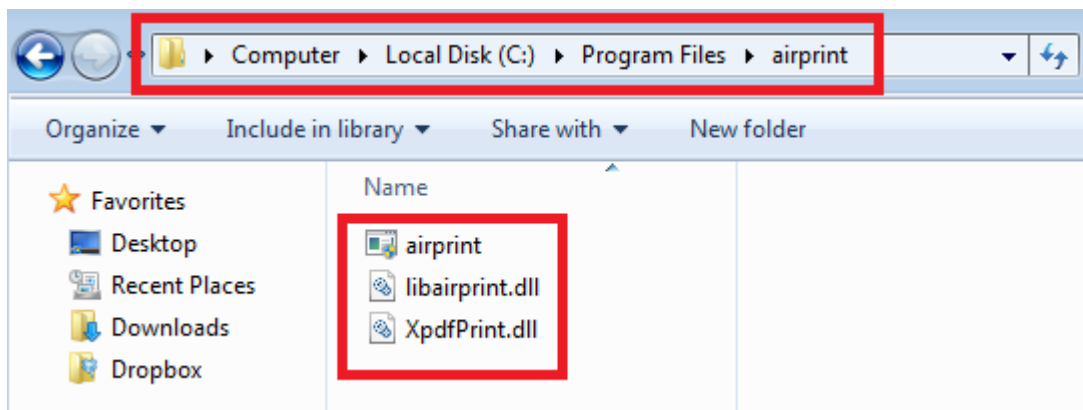 Computer Local Disk (C:) Program Files airprint
Organize Include in library Share with New folder
Name
Favorites
Desktop
Recent Places
Downloads
Dropbox
airprint
libairprint.dll
XpdfPrint.dll